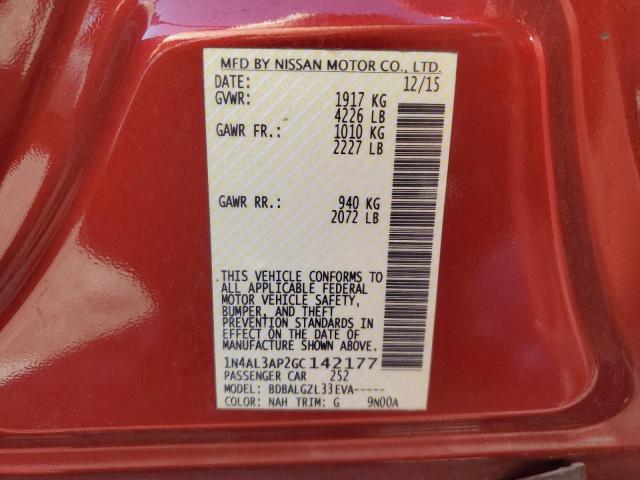 MFD BY NISSAN MOTOR CO., LTD.
DATE: 12/15
GVWR: 1917 KG
4226 LB
GAWR FR.: 1010 KG
2227 LB
GAWR RR.: 940 KG
2072 LB
THIS VEHICLE CONFORMS TO
ALL APPLICABLE FEDERAL
MOTOR VEHICLE SAFETY,
BUMPER, AND THEFT
PREVENTION STANDARDS IN
EFFECT ON THE DATE OF
MANUFACTURE SHOWN ABOVE.
1N4AL3AP2GC142177
PASSENGER CAR 252
MODEL: BDBALGZL33EVA-----
COLOR: NAH TRIM: G 9N00A